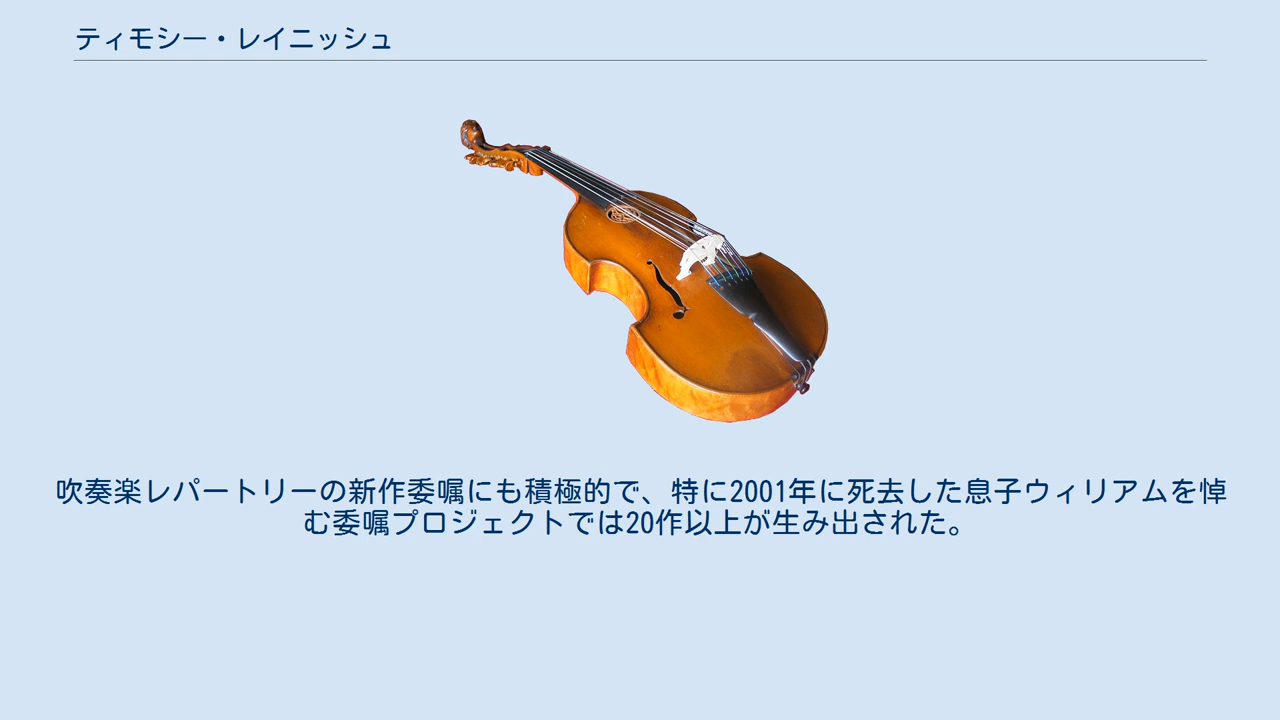 ティモシー・レイニッシュ
吹奏楽レパートリーの新作委嘱にも積極的で、特に2001年に死去した息子ウィリアムを悼
む委嘱プロジェクトでは20作以上が生み出された。